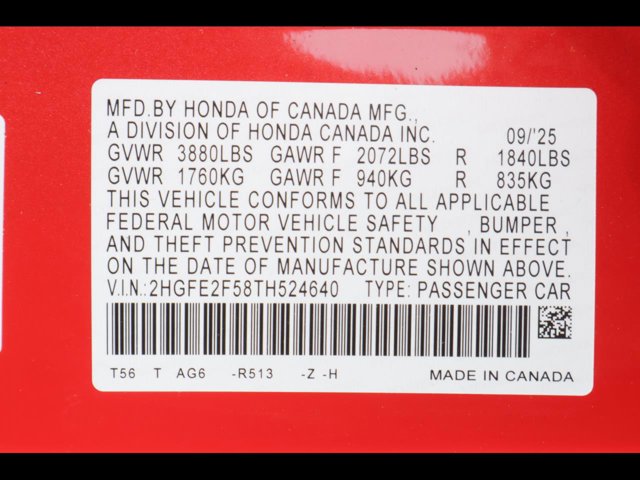 MFD.BY HONDA OF CANADA MFG.,
A DIVISION OF HONDA CANADA INC. 09/'25
GVWR 3880LBS GAWR F 2072LBS R 1840LBS
GVWR 1760KG GAWR F 940KG R 835KG
THIS VEHICLE CONFORMS TO ALL APPLICABLE
FEDERAL MOTOR VEHICLE SAFETY , BUMPER ,
AND THEFT PREVENTION STANDARDS IN EFFECT
ON THE DATE OF MANUFACTURE SHOWN ABOVE.
V.I.N.:2HGFE2F58TH524640 TYPE: PASSENGER CAR
T56 T AG6 -R513 -Z -H MADE IN CANADA